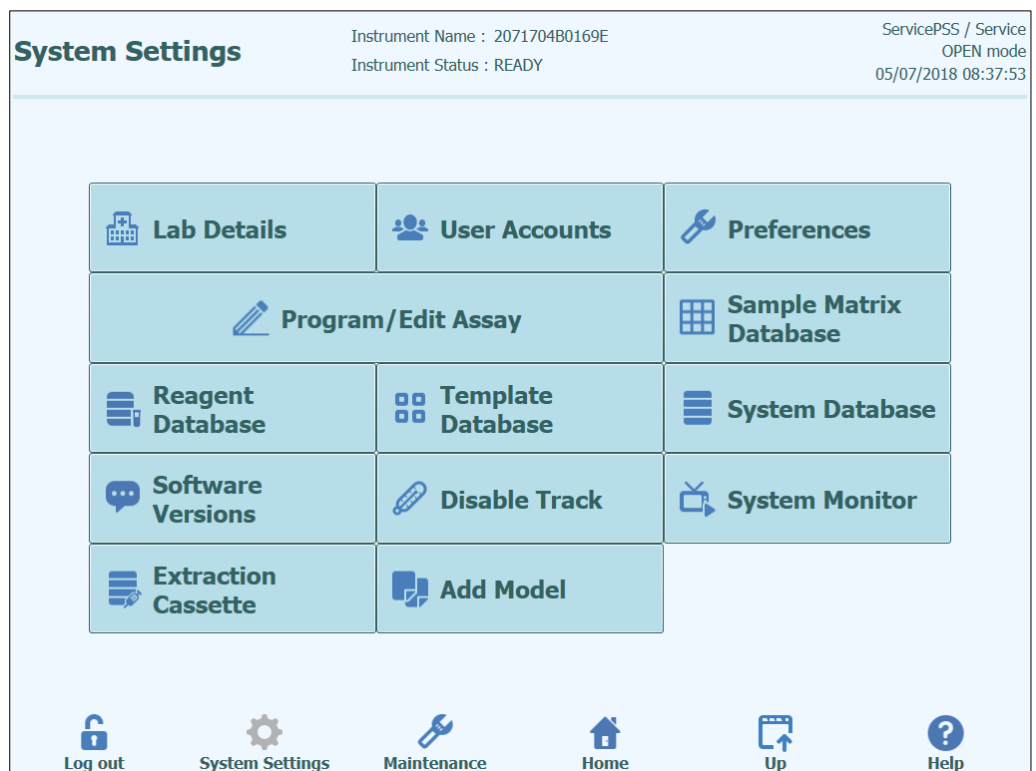 System Settings
Instrument Name : 2071704B0169E
Instrument Status : READY
ServicePSS / Service
OPEN mode
05/07/2018 08:37:53
Lab Details
User Accounts
Preferences
Program/Edit Assay
Sample Matrix
Database
Reagent
Database
Template
Database
System Database
Software
Versions
Disable Track
System Monitor
Extraction
Cassette
Add Model
Log out
System Settings
Maintenance
Home
Up
Help